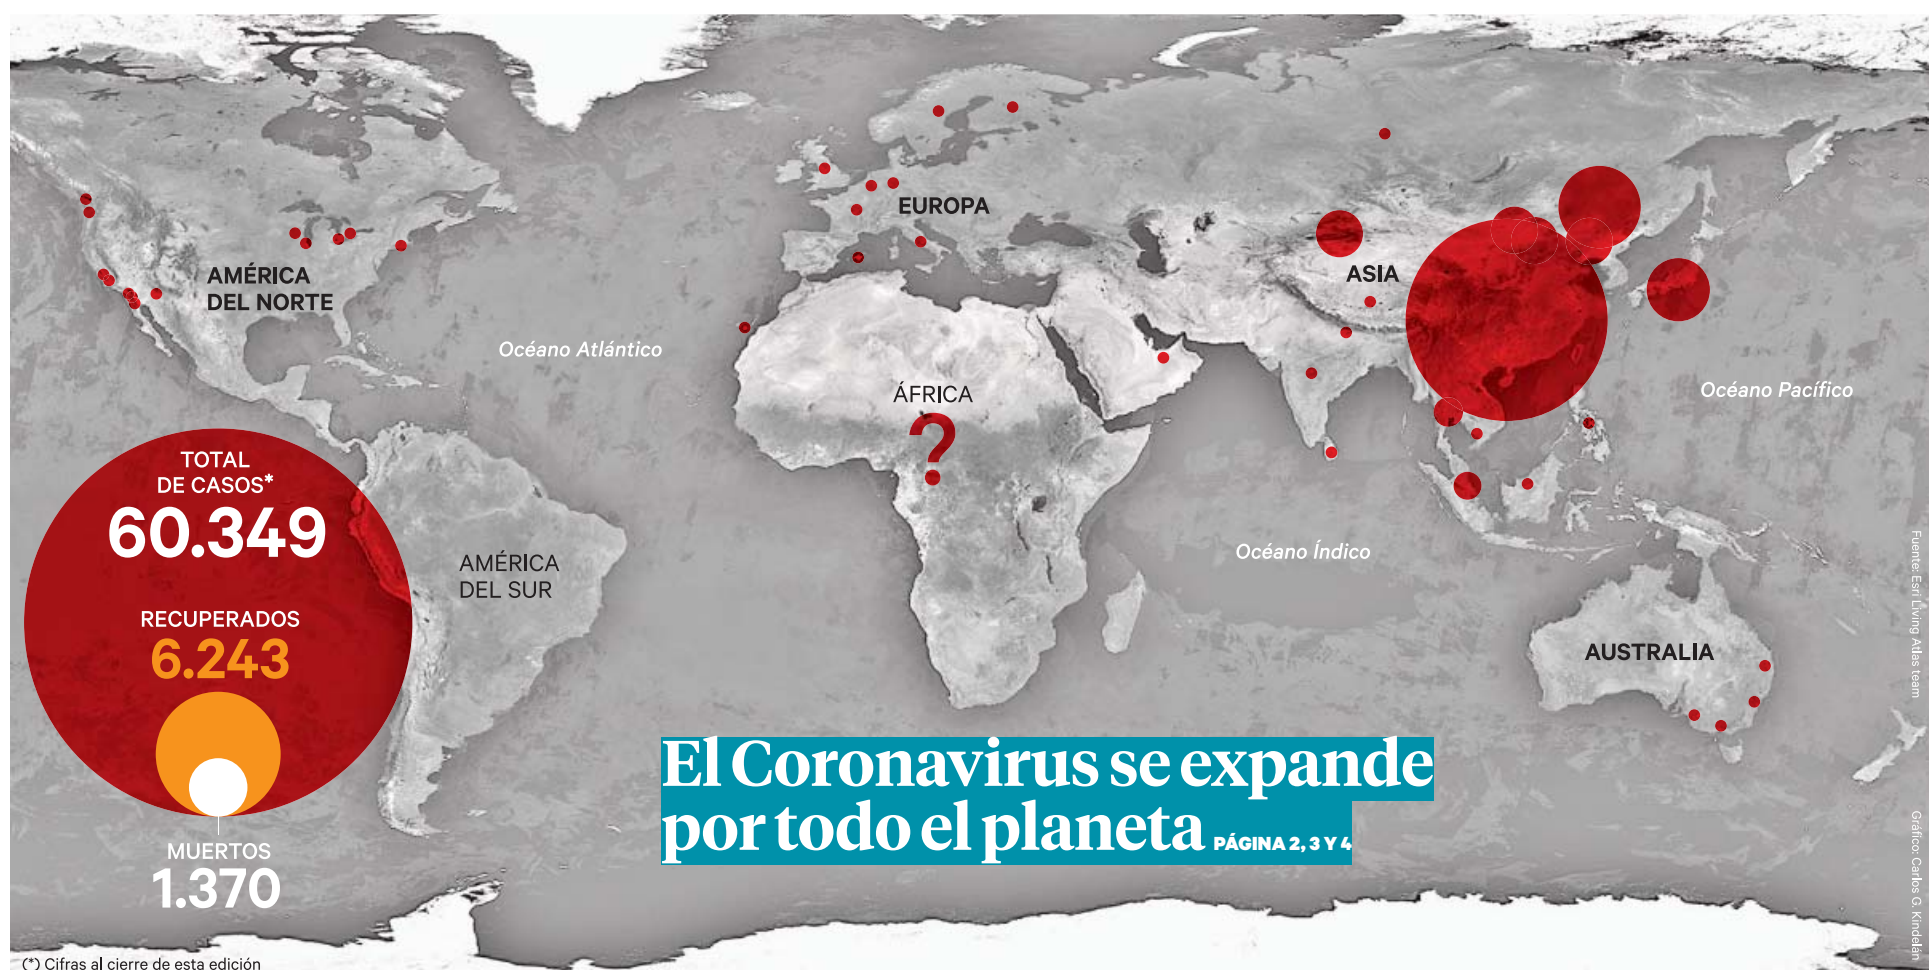 EUROPA
AMÉRICA
DEL NORTE
ASIA
Océano Atlántico
ÁFRICA
?
Océano Pacífico
TOTAL
DE CASOS*
60.349
RECUPERADOS
6.243
MUERTOS
1.370
AMÉRICA
DEL SUR
Océano Índico
AUSTRALIA
El Coronavirus se expande
por todo el planeta PÁGINA 2, 3 Y 4
Fuente: Esri Living Atlas team
Gráfico: Carlos G. Kindelán
(*) Cifras al cierre de esta edición